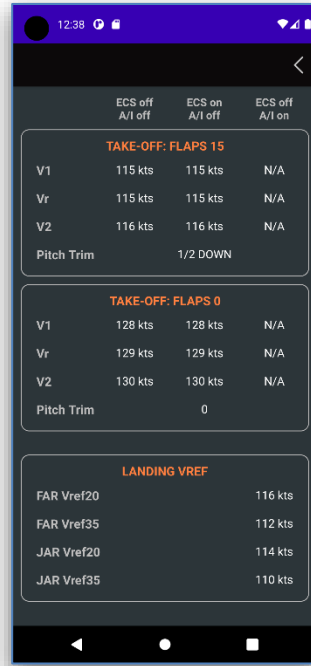 12:38
ECS off ECS on ECS off
A/I off A/I off A/I on
TAKE-OFF: FLAPS 15
V1 115 kts 115 kts N/A
Vr 115 kts 115 kts N/A
V2 116 kts 116 kts N/A
Pitch Trim 1/2 DOWN
TAKE-OFF: FLAPS 0
V1 128 kts 128 kts N/A
Vr 129 kts 129 kts N/A
V2 130 kts 130 kts N/A
Pitch Trim 0
LANDING VREF
FAR Vref20 116 kts
FAR Vref35 112 kts
JAR Vref20 114 kts
JAR Vref35 110 kts